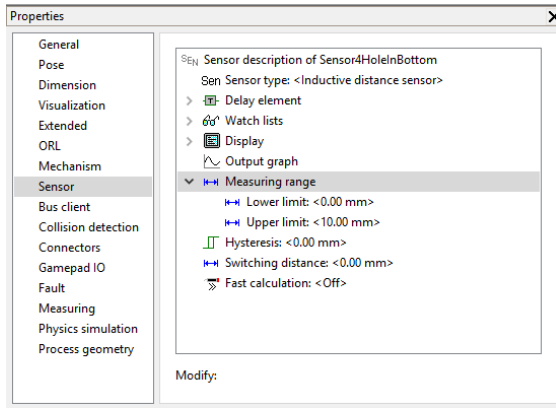 Properties
General
Pose
Dimension
Visualization
Extended
ORL
Mechanism
Sensor
Bus client
Collision detection
Connectors
Gamepad IO
Fault
Measuring
Physics simulation
Process geometry
SEN Sensor description of Sensor4HoleInBottom
Sen Sensor type: <Inductive distance sensor>
T Delay element
Watch lists
Display
Output graph
Measuring range
Lower limit: <0.00 mm>
Upper limit: <10.00 mm>
Hysteresis: <0.00 mm>
Switching distance: <0.00 mm>
Fast calculation: <Off>
Modify: